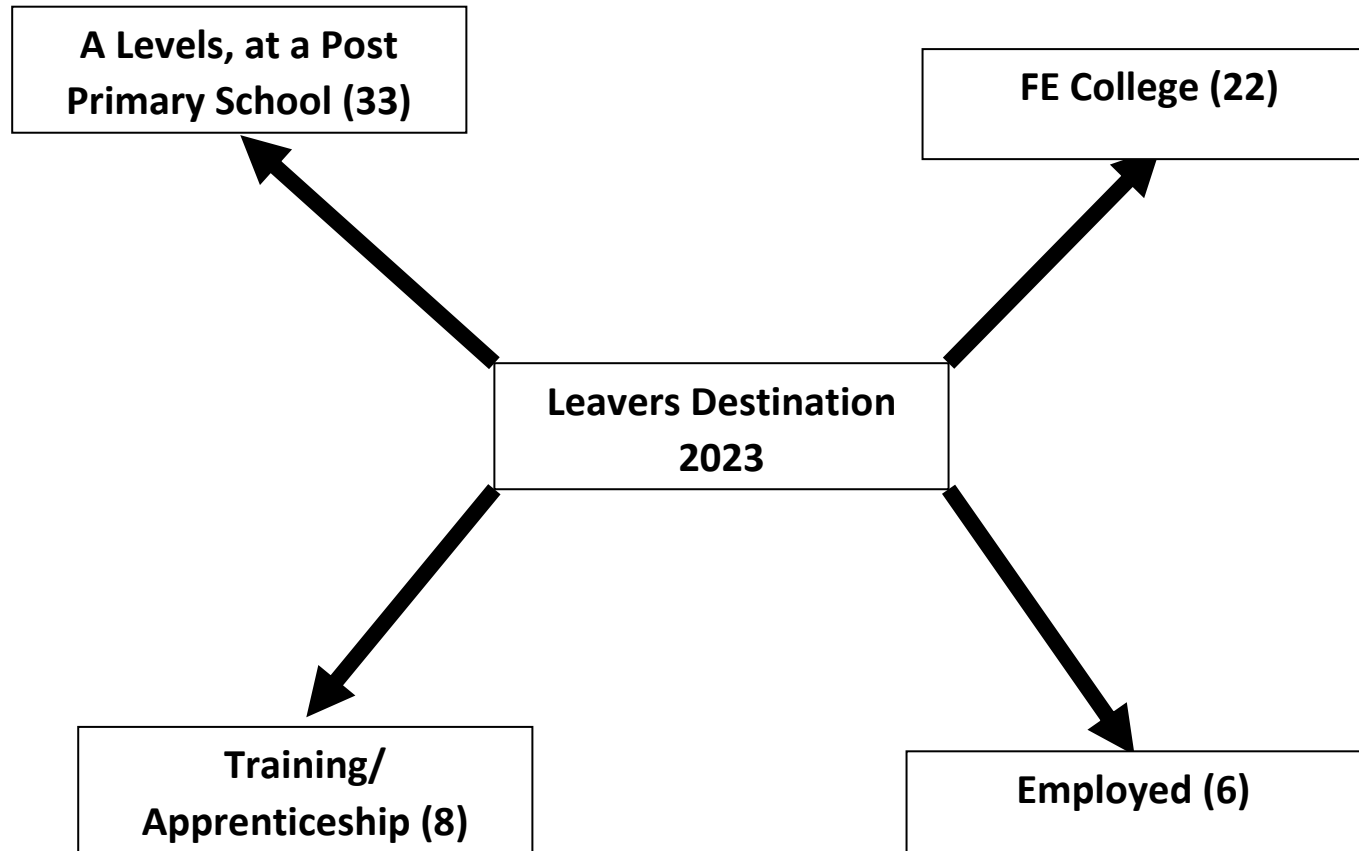 A Levels, at a Post
Primary School (33)
FE College (22)
Leavers Destination
2023
Training/
Apprenticeship (8)
Employed (6)